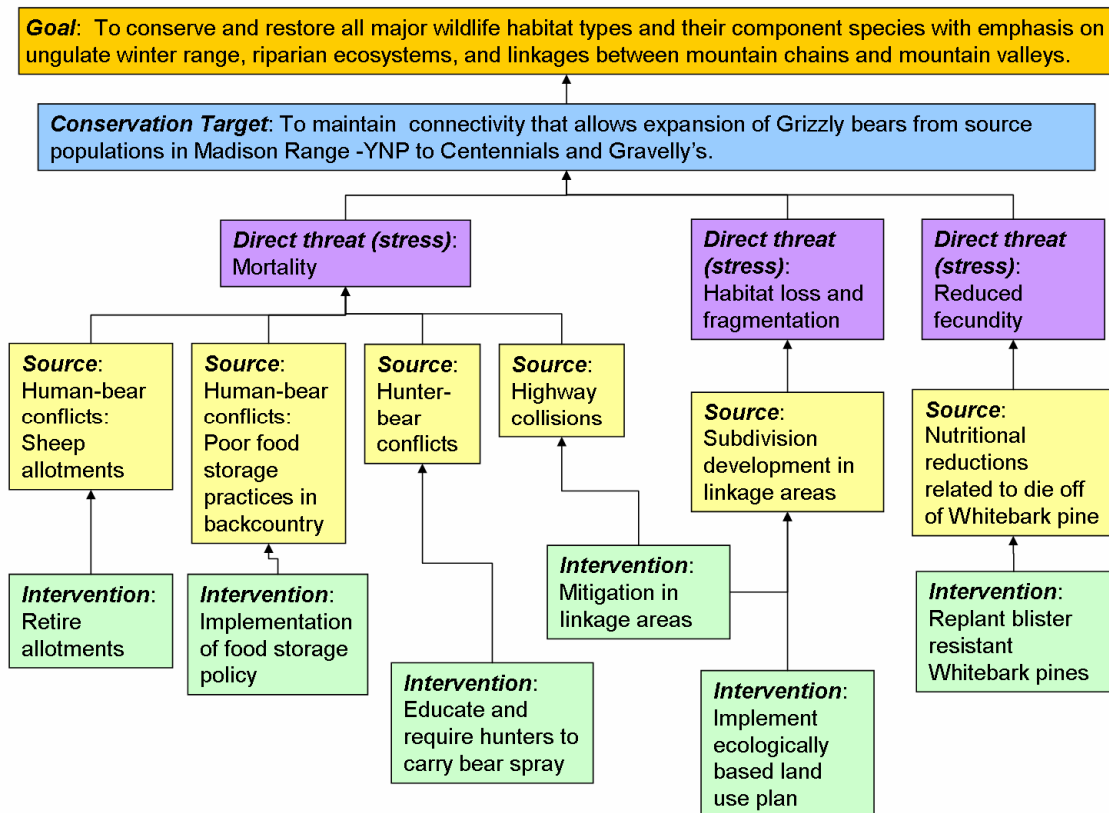 Goal: To conserve and restore all major wildlife habitat types and their component species with emphasis on
ungulate winter range, riparian ecosystems, and linkages between mountain chains and mountain valleys.
Conservation Target: To maintain connectivity that allows expansion of Grizzly bears from source
populations in Madison Range -YNP to Centennials and Gravelly's.
Direct threat (stress):
Mortality
Direct threat
(stress):
Habitat loss and
fragmentation
Direct threat
(stress):
Reduced
fecundity
Source:
Human-bear
conflicts:
Sheep
allotments
Source:
Human-bear
conflicts:
Poor food
storage
practices in
backcountry
Source:
Hunter-
bear
conflicts
Source:
Highway
collisions
Source:
Subdivision
development in
linkage areas
Source:
Nutritional
reductions
related to die off
of Whitebark pine
Intervention:
Retire
allotments
Intervention:
Implementation
of food storage
policy
Intervention:
Educate and
require hunters to
carry bear spray
Intervention:
Mitigation in
linkage areas
Intervention:
Implement
ecologically
based land
use plan
Intervention:
Replant blister
resistant
Whitebark pines